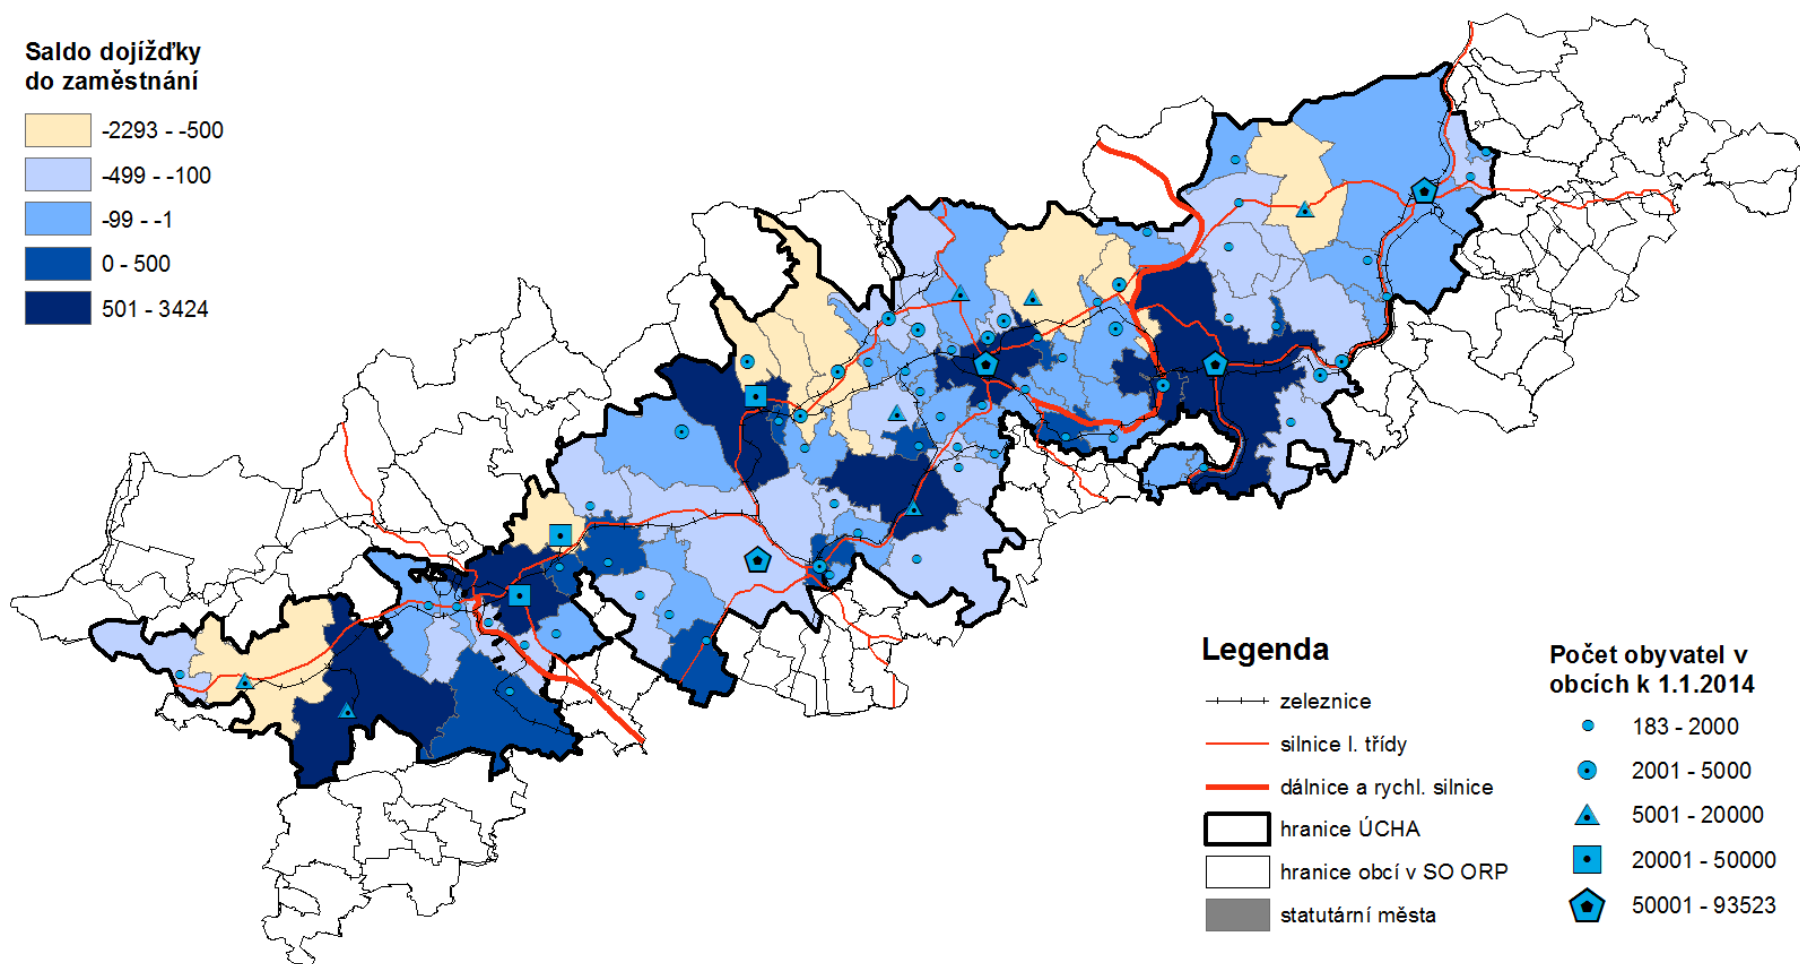 Saldo dojížďky
do zaměstnání
-2293 - -500
-499 - -100
-99 - -1
0 - 500
501 - 3424
Legenda
zeleznice
silnice I. třídy
dálnice a rychl. silnice
hranice ÚCHA
hranice obcí v SO ORP
statutární města
Počet obyvatel v
obcích k 1.1.2014
183 - 2000
2001 - 5000
5001 - 20000
20001 - 50000
50001 - 93523